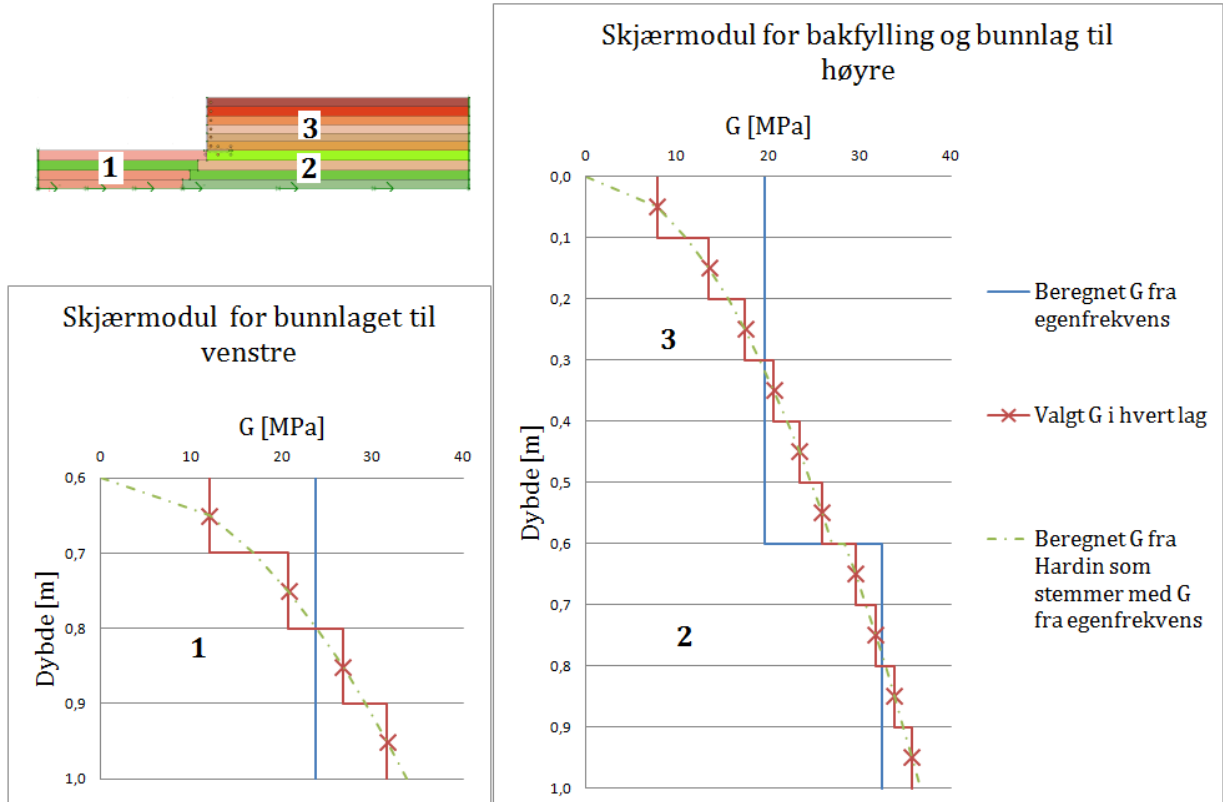 3
1
2
Skjærmodul for bunnlaget til
venstre
G [MPa]
0
10
20
30
40
0,6
0,7
0,8
0,9
1,0
Dybde [m]
1
Skjærmodul for bakfylling og bunnlag til
høyre
G [MPa]
0
10
20
30
40
0,0
0,1
0,2
0,3
0,4
0,5
0,6
0,7
0,8
0,9
1,0
Dybde [m]
3
2
Beregnet G fra
egenfrekvens
Valgt G i hvert lag
Beregnet G fra
Hardin som
stemmer med G
fra egenfrekvens